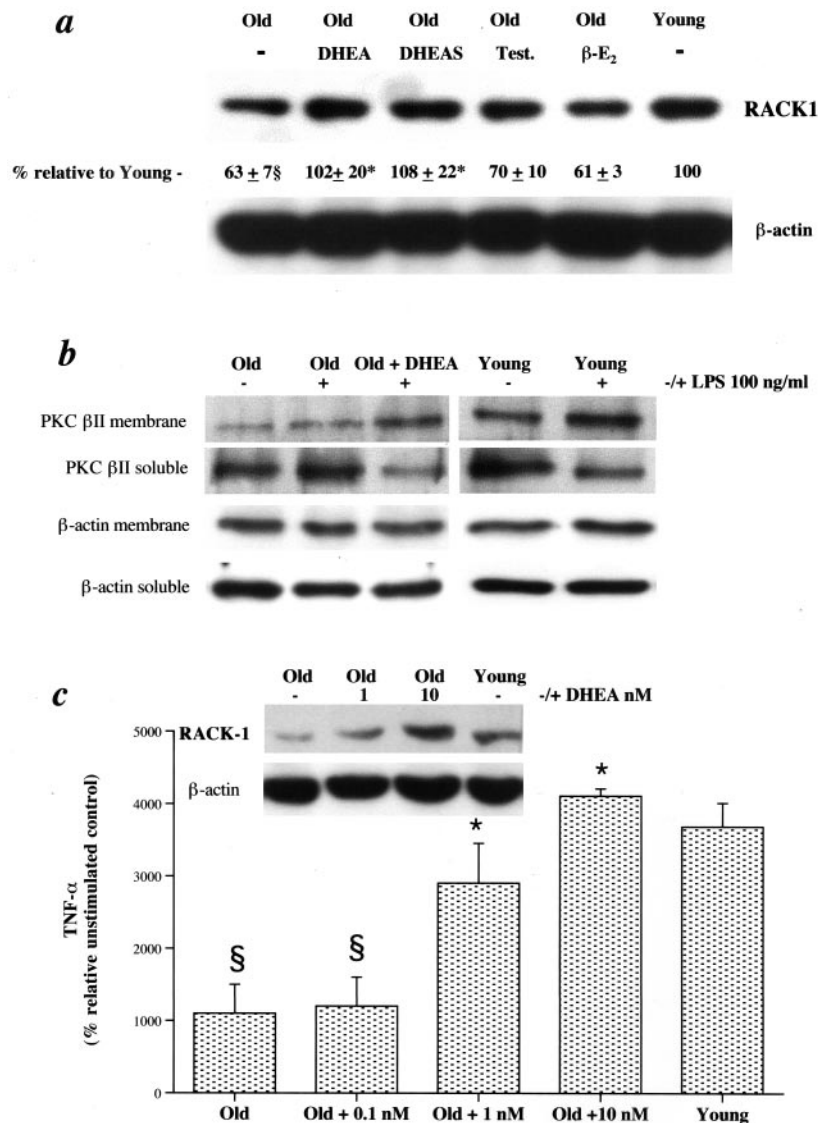 a
Old Old Old Old Old Young
- DHEA DHEAS Test. β-E₂ -
RACK1
% relative to Young - 63 ± 7§ 102± 20* 108 ± 22* 70 ± 10 61 ± 3 100
β-actin
b
Old Old Old + DHEA Young Young
- + + - + -/+ LPS 100 ng/ml
PKC βII membrane
PKC βII soluble
β-actin membrane
β-actin soluble
c
Old Old Old Young
- 1 10 - -/+ DHEA nM
RACK-1
β-actin
TNF-α
(% relative unstimulated control)
5000
4000
3000
2000
1000
0
§ § * *
Old Old + 0.1 nM Old + 1 nM Old +10 nM Young